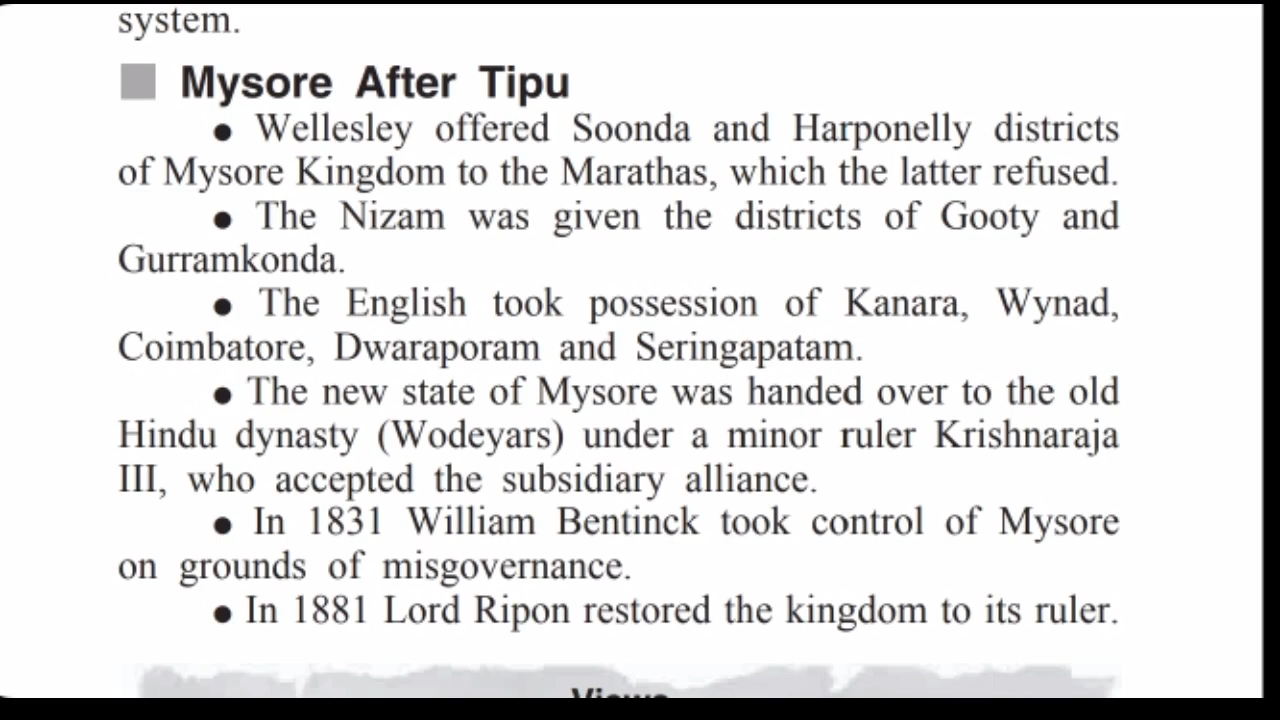 system.
Mysore After Tipu
● Wellesley offered Soonda and Harponelly districts
of Mysore Kingdom to the Marathas, which the latter refused.
● The Nizam was given the districts of Gooty and
Gurramkonda.
● The English took possession of Kanara, Wynad,
Coimbatore, Dwaraporam and Seringapatam.
● The new state of Mysore was handed over to the old
Hindu dynasty (Wodeyars) under a minor ruler Krishnaraja
III, who accepted the subsidiary alliance.
● In 1831 William Bentinck took control of Mysore
on grounds of misgovernance.
● In 1881 Lord Ripon restored the kingdom to its ruler.
Views